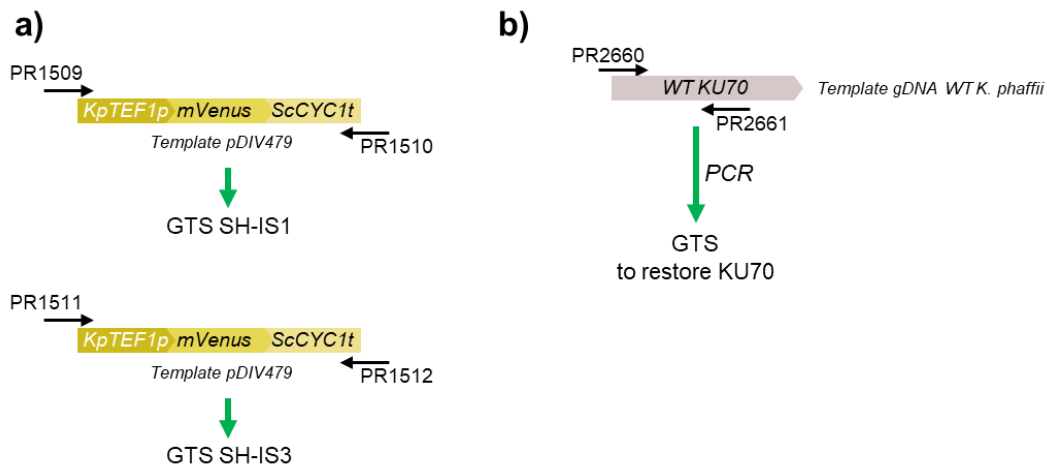 a)
PR1509
KpTEF1p mVenus ScCYC1t
Template pDIV479
PR1510
GTS SH-IS1
PR1511
KpTEF1p mVenus ScCYC1t
Template pDIV479
PR1512
GTS SH-IS3
b)
PR2660
WT KU70
Template gDNA WT K. phaffii
PR2661
PCR
GTS
to restore KU70